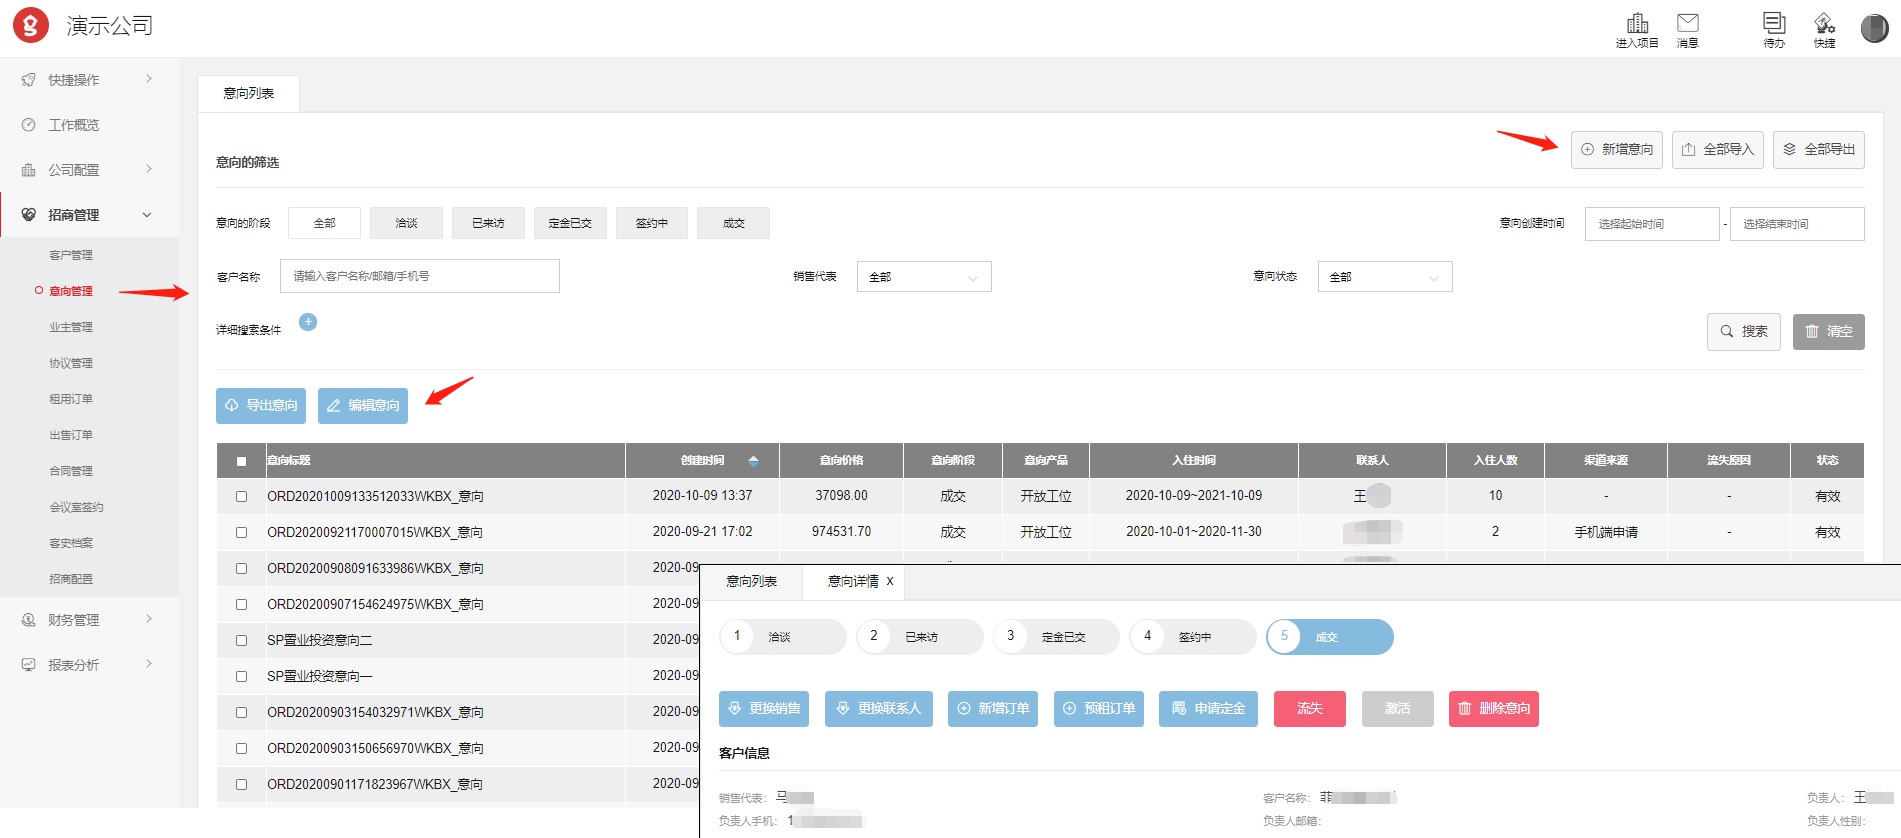 演示公司
进入项目 消息 待办 快捷
快捷操作
工作概览
公司配置
招商管理
客户管理
意向管理
业主管理
协议管理
租用订单
出售订单
合同管理
会议室签约
客史档案
招商配置
财务管理
报表分析
意向列表
意向的筛选
新增意向 全部导入 全部导出
意向的阶段 全部 洽谈 已来访 定金已交 签约中 成交 意向创建时间 选择起始时间 - 选择结束时间
客户名称 请输入客户名称/邮箱/手机号 销售代表 全部 意向状态 全部
详细搜索条件 搜索 清空
导出意向 编辑意向
意向标题 创建时间 意向价格 意向阶段 意向产品 入住时间 联系人 入住人数 渠道来源 流失原因 状态
ORD20201009133512033WKBX_意向 2020-10-09 13:37 37098.00 成交 开放工位 2020-10-09~2021-10-09 王 10 - - 有效
ORD20200921170007015WKBX_意向 2020-09-21 17:02 974531.70 成交 开放工位 2020-10-01~2020-11-30 2 手机端申请 - 有效
ORD20200908091633986WKBX_意向 2020-09
ORD20200907154624975WKBX_意向 2020-09
SP置业投资意向二 2020-09
SP置业投资意向一 2020-09
ORD20200903154032971WKBX_意向 2020-09
ORD20200903150656970WKBX_意向 2020-09
ORD20200901171823967WKBX_意向 2020-09
意向列表 意向详情 X
1 洽谈 2 已来访 3 定金已交 4 签约中 5 成交
更换销售 更换联系人 新增订单 预租订单 申请定金 流失 激活 删除意向
客户信息
销售代表: 马 客户名称: 菲 负责人: 王
负责人手机: 1 负责人邮箱: 负责人性别: